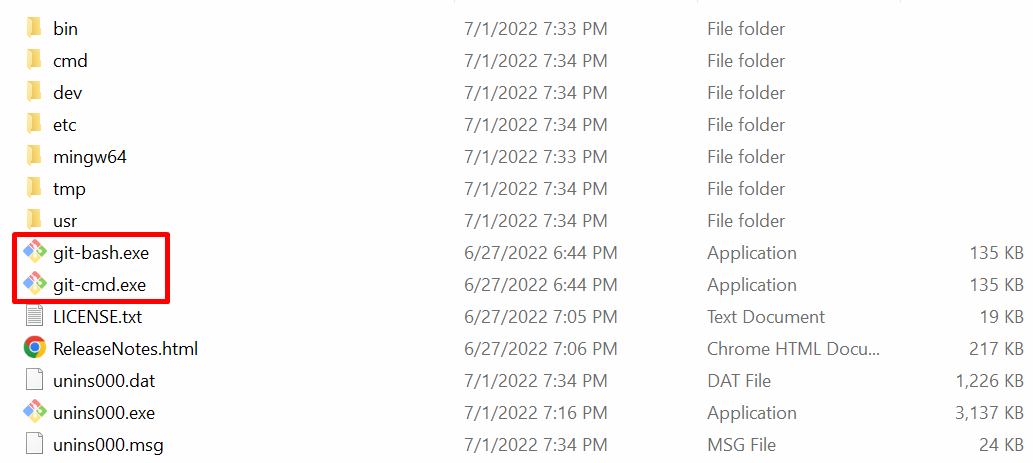 bin 7/1/2022 7:33 PM File folder
cmd 7/1/2022 7:34 PM File folder
dev 7/1/2022 7:34 PM File folder
etc 7/1/2022 7:34 PM File folder
mingw64 7/1/2022 7:33 PM File folder
tmp 7/1/2022 7:34 PM File folder
usr 7/1/2022 7:34 PM File folder
git-bash.exe 6/27/2022 6:44 PM Application 135 KB
git-cmd.exe 6/27/2022 6:44 PM Application 135 KB
LICENSE.txt 6/27/2022 7:05 PM Text Document 19 KB
ReleaseNotes.html 6/27/2022 7:06 PM Chrome HTML Docu... 217 KB
unins000.dat 7/1/2022 7:34 PM DAT File 1,226 KB
unins000.exe 7/1/2022 7:16 PM Application 3,137 KB
unins000.msg 7/1/2022 7:34 PM MSG File 24 KB